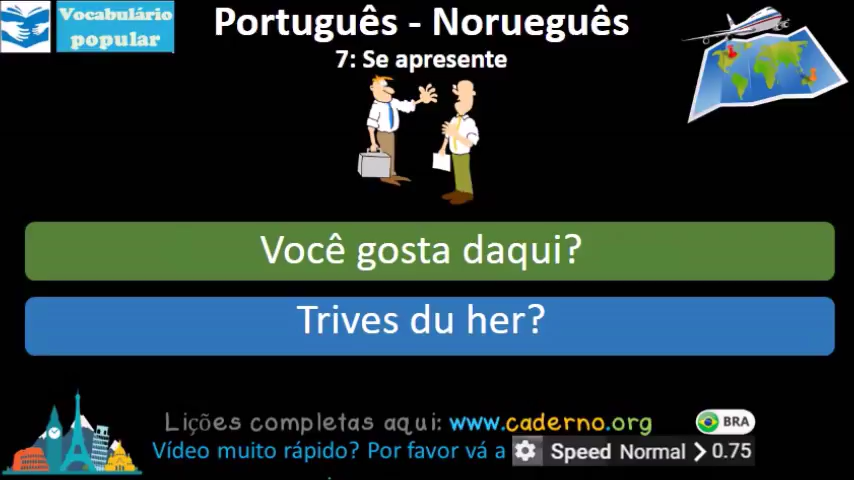 Vocabulário
popular
Português - Norueguês
7: Se apresente
Você gosta daqui?
Trives du her?
Lições completas aqui: www.caderno.org
BRA
Vídeo muito rápido? Por favor vá a Speed Normal > 0.75